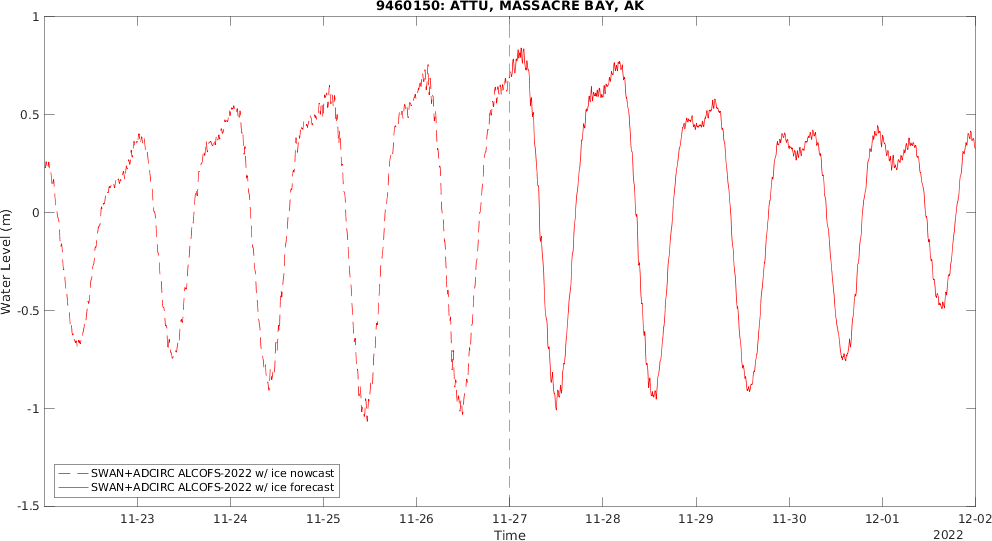 9460150: ATTU, MASSACRE BAY, AK
1
0.5
0
-0.5
-1
-1.5
Water Level (m)
SWAN+ADCIRC ALCOFS-2022 w/ ice nowcast
SWAN+ADCIRC ALCOFS-2022 w/ ice forecast
11-23 11-24 11-25 11-26 11-27 11-28 11-29 11-30 12-01 12-02
Time
2022